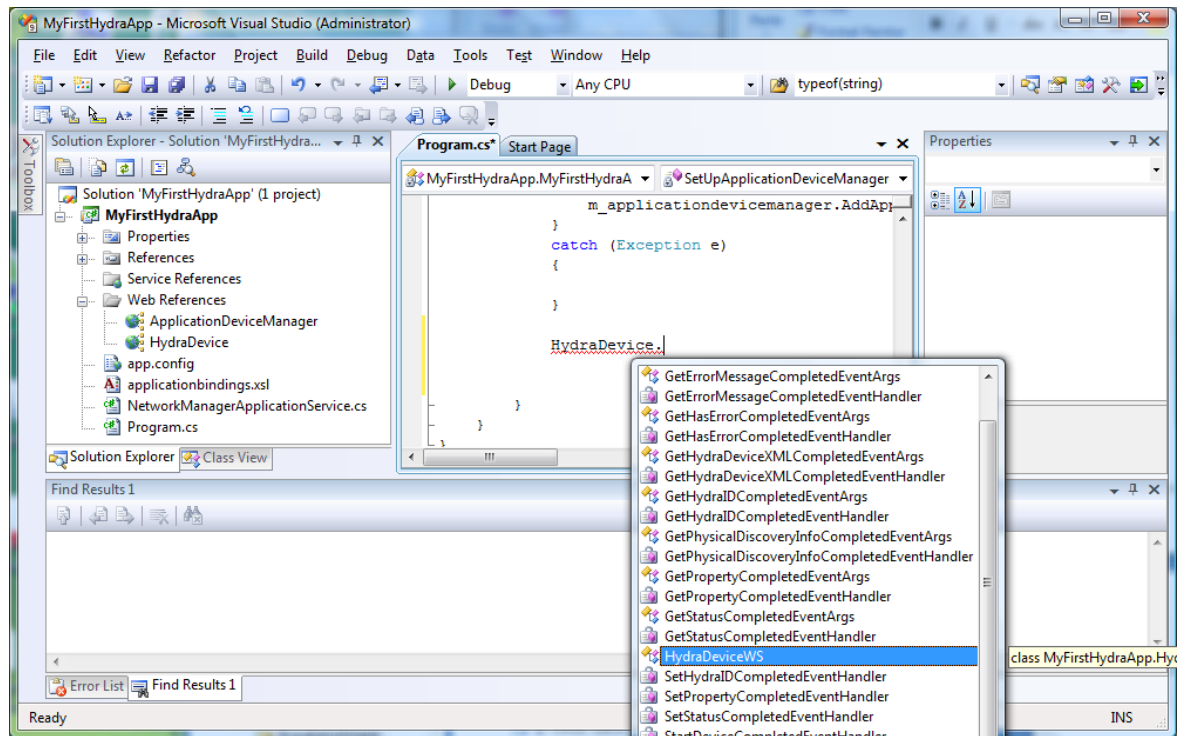 MyFirstHydraApp - Microsoft Visual Studio (Administrator)
File Edit View Refactor Project Build Debug Data Tools Test Window Help
Debug Any CPU typeof(string)
Toolbox
Solution Explorer - Solution 'MyFirstHydra...
Solution 'MyFirstHydraApp' (1 project)
MyFirstHydraApp
Properties
References
Service References
Web References
ApplicationDeviceManager
HydraDevice
app.config
applicationbindings.xsl
NetworkManagerApplicationService.cs
Program.cs
Solution Explorer Class View
Program.cs* Start Page
MyFirstHydraApp.MyFirstHydraA SetUpApplicationDeviceManager
m_applicationdevicemanager.AddApp
}
catch (Exception e)
{
}
HydraDevice.
}
}
}
GetErrorMessageCompletedEventArgs
GetErrorMessageCompletedEventHandler
GetHasErrorCompletedEventArgs
GetHasErrorCompletedEventHandler
GetHydraDeviceXMLCompletedEventArgs
GetHydraDeviceXMLCompletedEventHandler
GetHydraIDCompletedEventArgs
GetHydraIDCompletedEventHandler
GetPhysicalDiscoveryInfoCompletedEventArgs
GetPhysicalDiscoveryInfoCompletedEventHandler
GetPropertyCompletedEventArgs
GetPropertyCompletedEventHandler
GetStatusCompletedEventArgs
GetStatusCompletedEventHandler
HydraDeviceWS
SetHydraIDCompletedEventHandler
SetPropertyCompletedEventHandler
SetStatusCompletedEventHandler
StartDeviceCompletedEventHandler
class MyFirstHydraApp.Hyd
Properties
Find Results 1
Error List Find Results 1
Ready INS